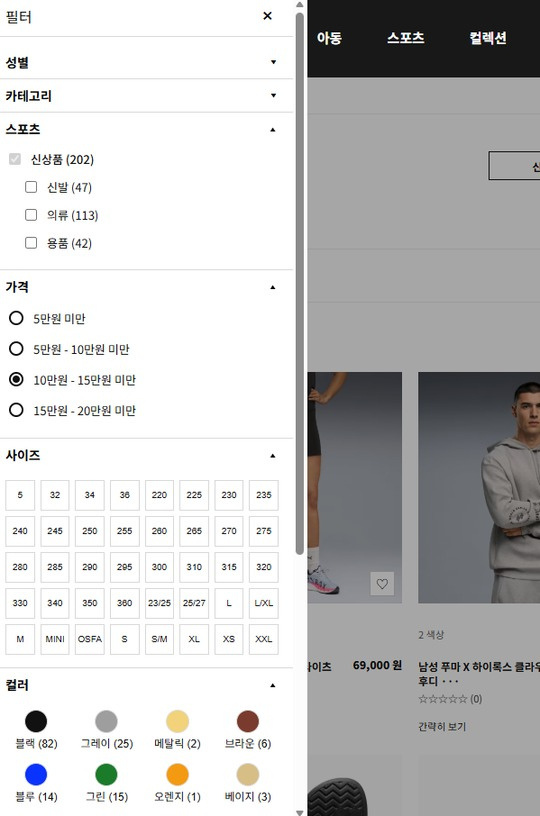 필터
성별
카테고리
스포츠
신상품 (202)
신발 (47)
의류 (113)
용품 (42)
가격
5만원 미만
5만원 - 10만원 미만
10만원 - 15만원 미만
15만원 - 20만원 미만
사이즈
5 32 34 36 220 225 230 235
240 245 250 255 260 265 270 275
280 285 290 295 300 310 315 320
330 340 350 360 23/25 25/27 L L/XL
M MINI OSFA S S/M XL XS XXL
컬러
블랙 (82) 그레이 (25) 메탈릭 (2) 브라운 (6)
블루 (14) 그린 (15) 오렌지 (1) 베이지 (3)
아동 스포츠 컬렉션
타이츠 69,000 원
2 색상
남성 푸마 X 하이록스 클라우
후디 ···
(0)
간략히 보기